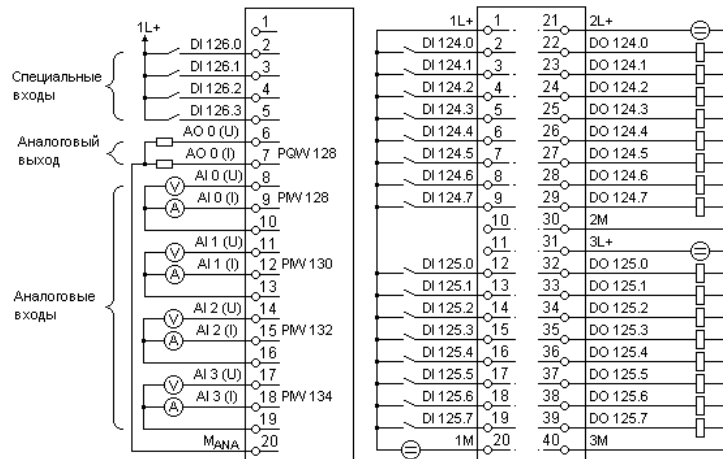 1L+
1
DI 126.0 2
DI 126.1 3
DI 126.2 4
DI 126.3 5
Специальные входы
AO 0 (U) 6
AO 0 (I) 7 PQW 128
Аналоговый выход
AI 0 (U) 8
AI 0 (I) 9 PIW 128
10
AI 1 (U) 11
AI 1 (I) 12 PIW 130
13
AI 2 (U) 14
AI 2 (I) 15 PIW 132
16
AI 3 (U) 17
AI 3 (I) 18 PIW 134
19
Аналоговые входы
MANA 20
1L+ 1 21 2L+
DI 124.0 2 22 DO 124.0
DI 124.1 3 23 DO 124.1
DI 124.2 4 24 DO 124.2
DI 124.3 5 25 DO 124.3
DI 124.4 6 26 DO 124.4
DI 124.5 7 27 DO 124.5
DI 124.6 8 28 DO 124.6
DI 124.7 9 29 DO 124.7
10 30 2M
11 31 3L+
DI 125.0 12 32 DO 125.0
DI 125.1 13 33 DO 125.1
DI 125.2 14 34 DO 125.2
DI 125.3 15 35 DO 125.3
DI 125.4 16 36 DO 125.4
DI 125.5 17 37 DO 125.5
DI 125.6 18 38 DO 125.6
DI 125.7 19 39 DO 125.7
1M 20 40 3M